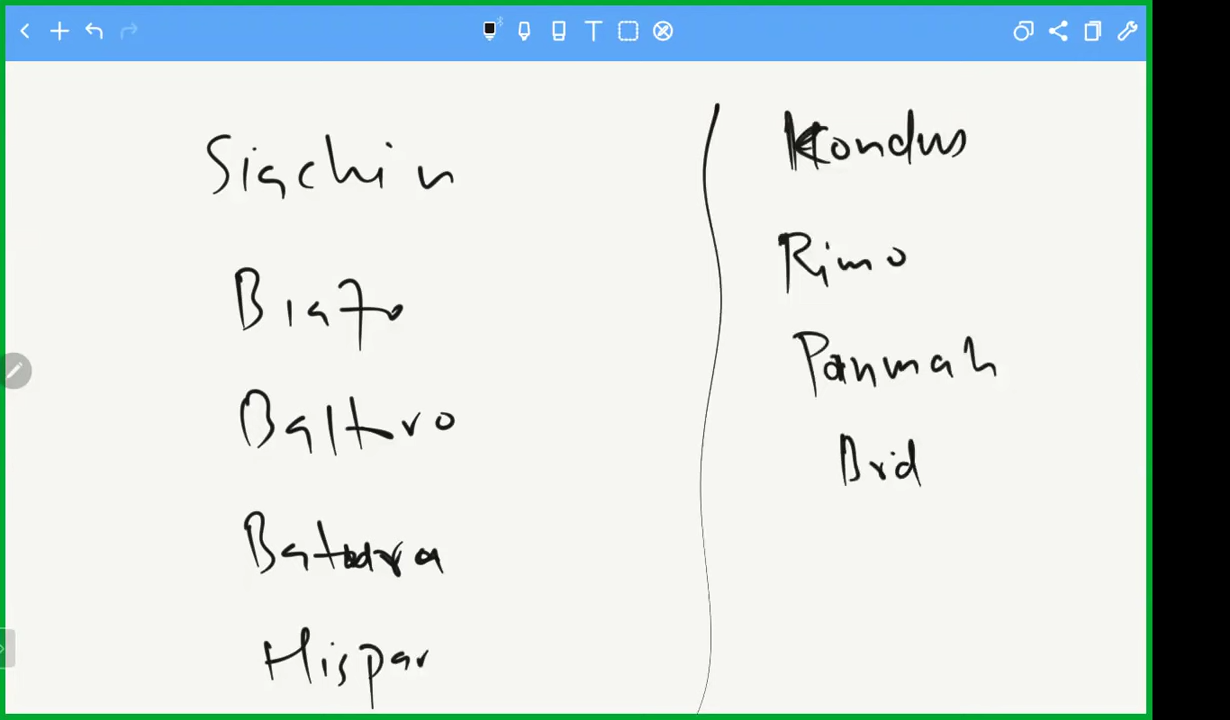 Siachin
Biafo
Baltro
Batura
Hispar
Kondus
Rimo
Panmah
Brid